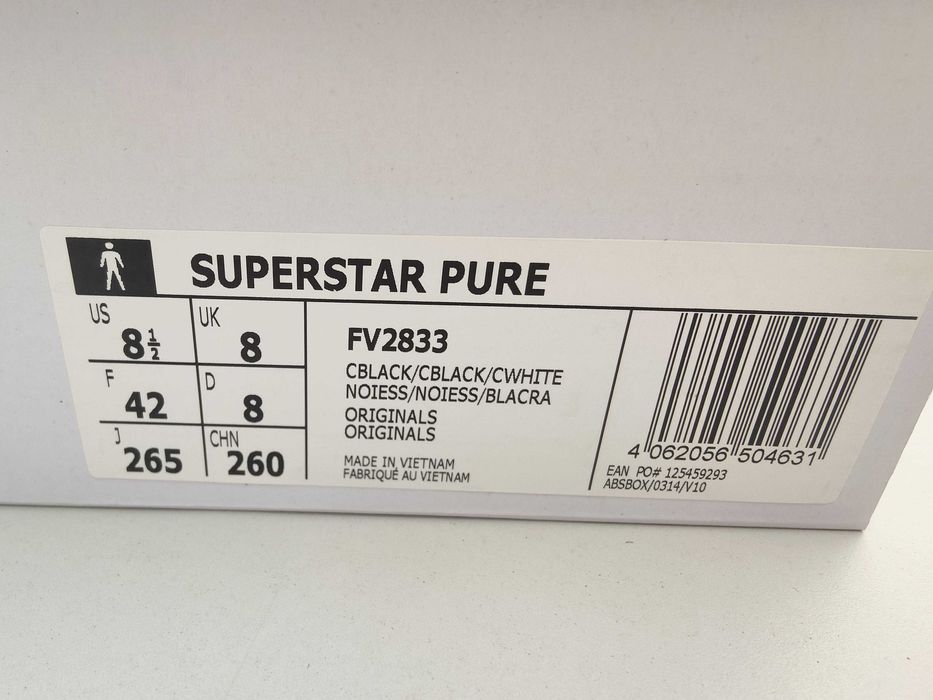 SUPERSTAR PURE
US 8½ UK 8
F 42 D 8
J 265 CHN 260
FV2833
CBLACK/CBLACK/CWHITE
NOIESS/NOIESS/BLACRA
ORIGINALS
ORIGINALS
MADE IN VIETNAM
FABRIQUÉ AU VIETNAM
4 062056 504631
EAN PO# 125459293
ABSBOX/0314/V10